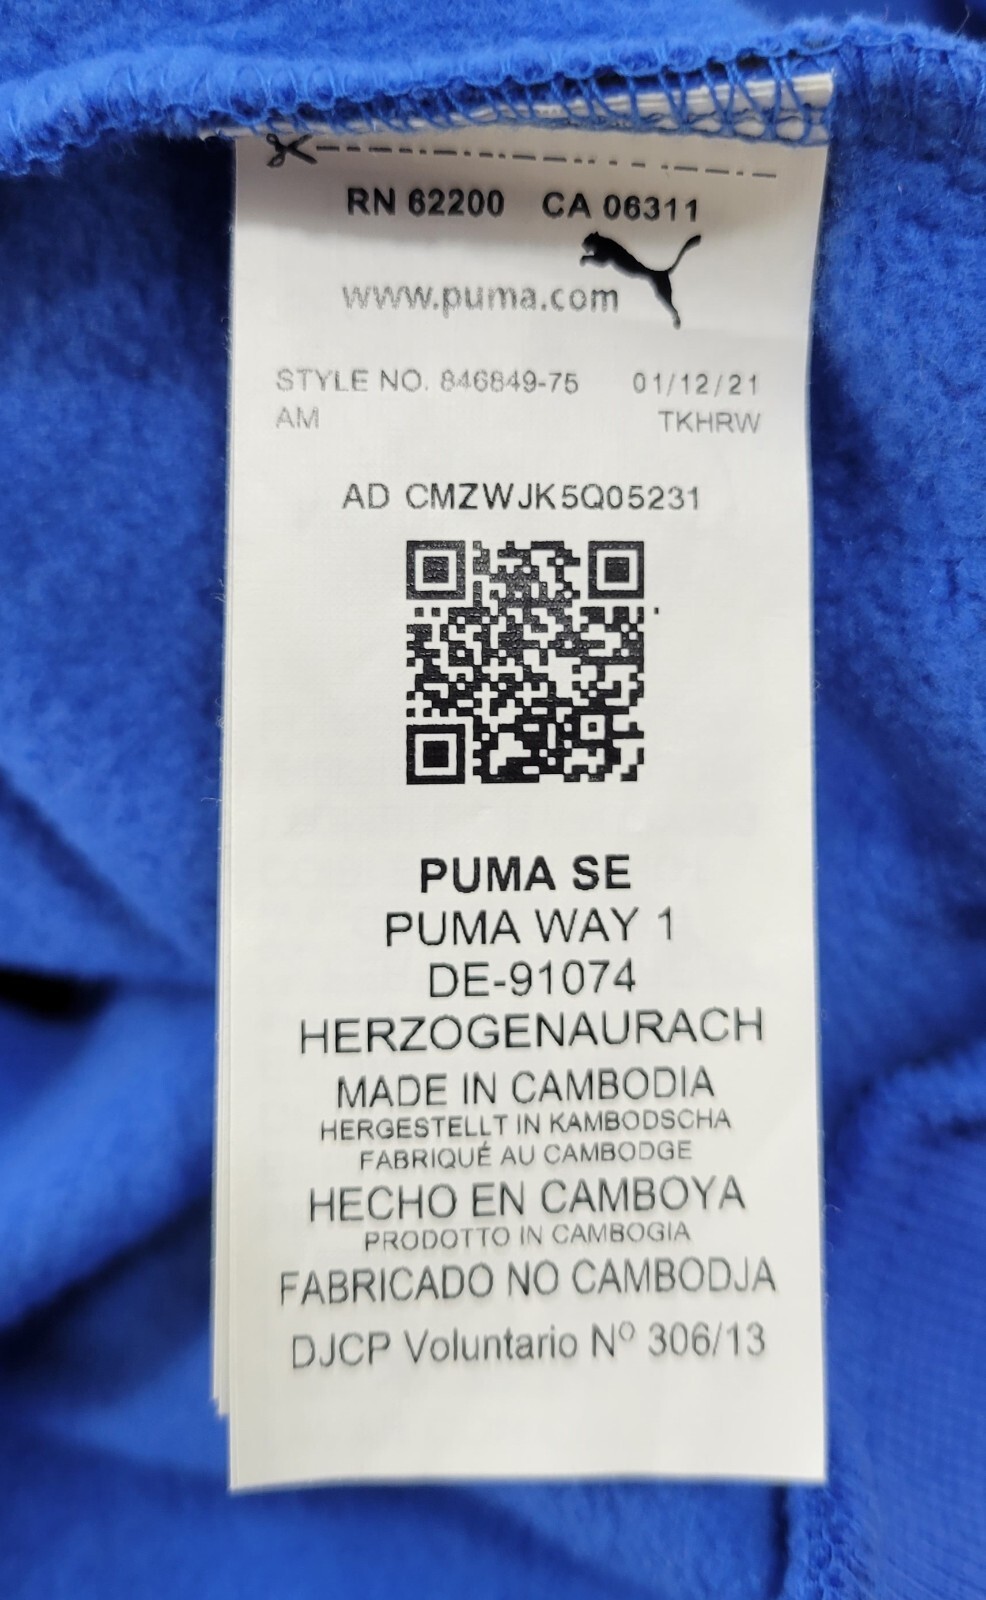 RN 62200 CA 06311
www.puma.com
STYLE NO. 846849-75 01/12/21
AM TKHRW
AD CMZWJK5Q05231
PUMA SE
PUMA WAY 1
DE-91074
HERZOGENAURACH
MADE IN CAMBODIA
HERGESTELLT IN KAMBODSCHA
FABRIQUÉ AU CAMBODGE
HECHO EN CAMBOYA
PRODOTTO IN CAMBOGIA
FABRICADO NO CAMBODJA
DJCP Voluntario Nº 306/13